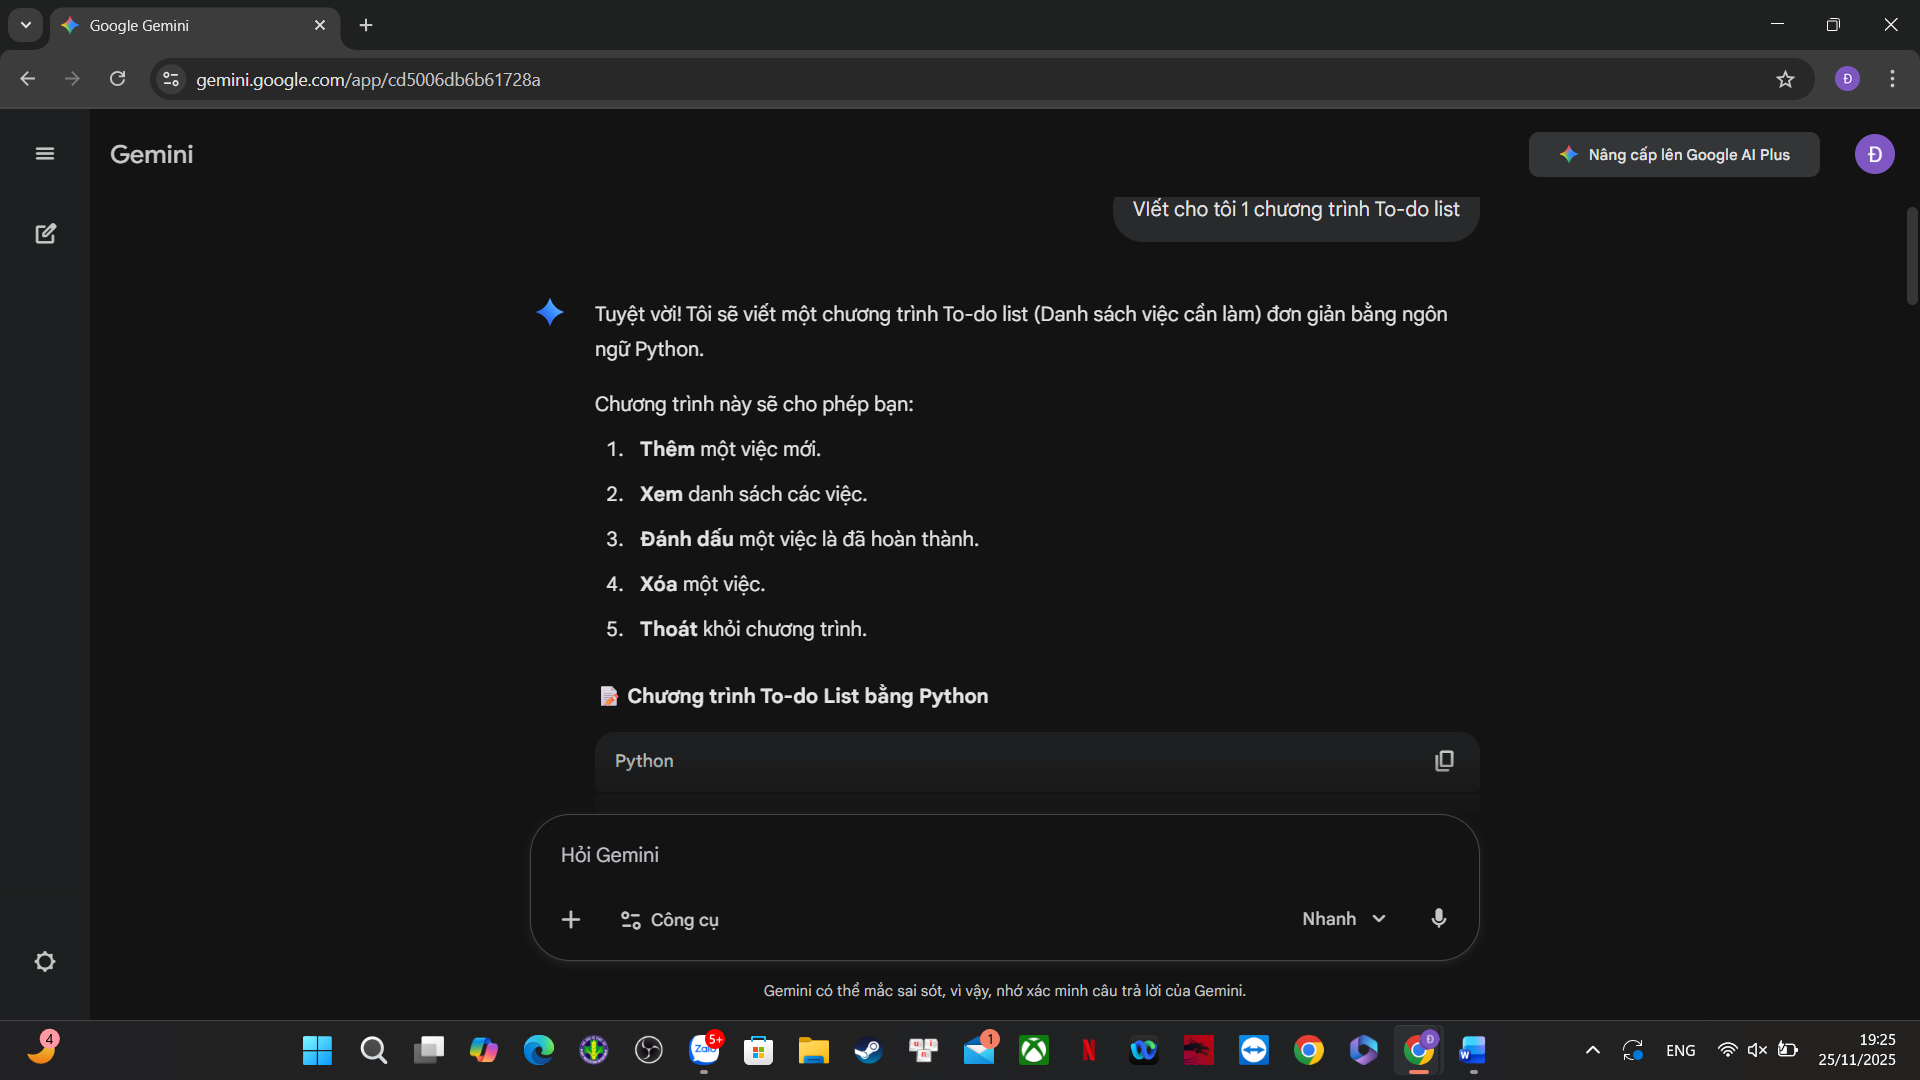 Google Gemini
gemini.google.com/app/cd5006db6b61728a
Đ
Gemini
Nâng cấp lên Google AI Plus
Đ
VIết cho tôi 1 chương trình To-do list
Tuyệt vời! Tôi sẽ viết một chương trình To-do list (Danh sách việc cần làm) đơn giản bằng ngôn
ngữ Python.
Chương trình này sẽ cho phép bạn:
1. Thêm một việc mới.
2. Xem danh sách các việc.
3. Đánh dấu một việc là đã hoàn thành.
4. Xóa một việc.
5. Thoát khỏi chương trình.
Chương trình To-do List bằng Python
Python
Hỏi Gemini
Công cụ
Nhanh
Gemini có thể mắc sai sót, vì vậy, nhớ xác minh câu trả lời của Gemini.
4
Zalo
5+
1
N
Đ
W
ENG
19:25
25/11/2025